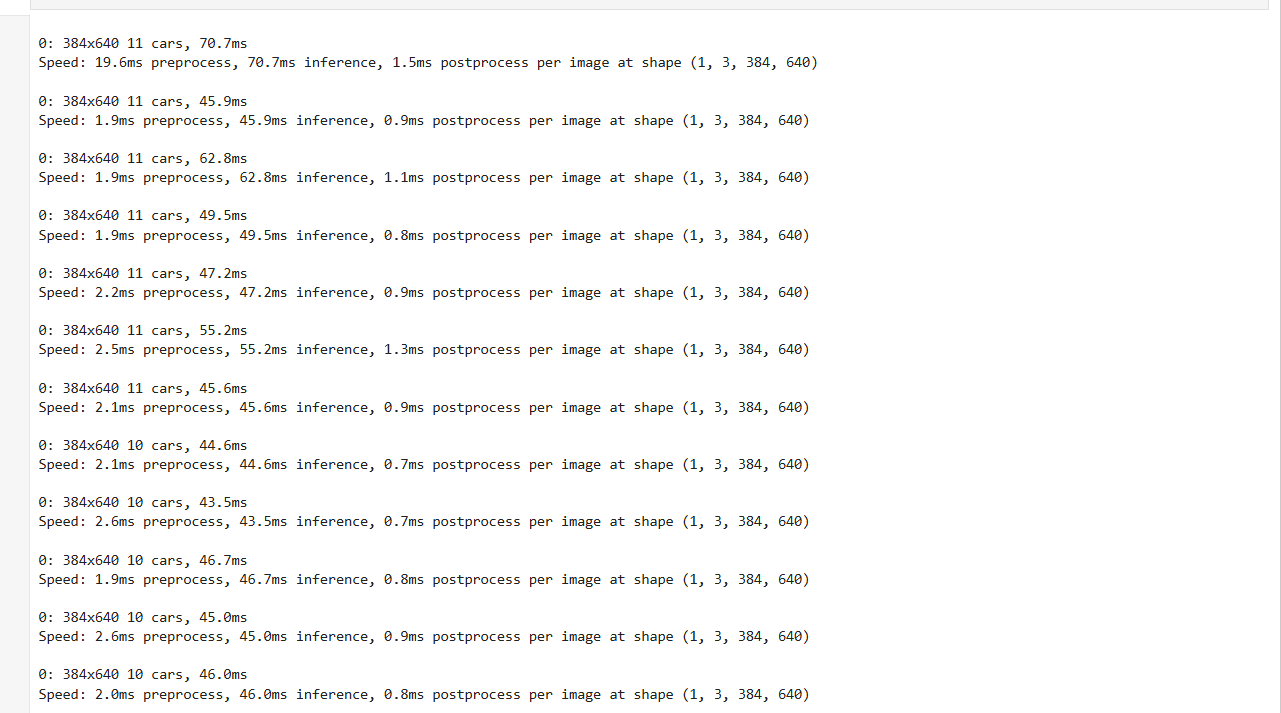 0: 384x640 11 cars, 70.7ms
Speed: 19.6ms preprocess, 70.7ms inference, 1.5ms postprocess per image at shape (1, 3, 384, 640)
0: 384x640 11 cars, 45.9ms
Speed: 1.9ms preprocess, 45.9ms inference, 0.9ms postprocess per image at shape (1, 3, 384, 640)
0: 384x640 11 cars, 62.8ms
Speed: 1.9ms preprocess, 62.8ms inference, 1.1ms postprocess per image at shape (1, 3, 384, 640)
0: 384x640 11 cars, 49.5ms
Speed: 1.9ms preprocess, 49.5ms inference, 0.8ms postprocess per image at shape (1, 3, 384, 640)
0: 384x640 11 cars, 47.2ms
Speed: 2.2ms preprocess, 47.2ms inference, 0.9ms postprocess per image at shape (1, 3, 384, 640)
0: 384x640 11 cars, 55.2ms
Speed: 2.5ms preprocess, 55.2ms inference, 1.3ms postprocess per image at shape (1, 3, 384, 640)
0: 384x640 11 cars, 45.6ms
Speed: 2.1ms preprocess, 45.6ms inference, 0.9ms postprocess per image at shape (1, 3, 384, 640)
0: 384x640 10 cars, 44.6ms
Speed: 2.1ms preprocess, 44.6ms inference, 0.7ms postprocess per image at shape (1, 3, 384, 640)
0: 384x640 10 cars, 43.5ms
Speed: 2.6ms preprocess, 43.5ms inference, 0.7ms postprocess per image at shape (1, 3, 384, 640)
0: 384x640 10 cars, 46.7ms
Speed: 1.9ms preprocess, 46.7ms inference, 0.8ms postprocess per image at shape (1, 3, 384, 640)
0: 384x640 10 cars, 45.0ms
Speed: 2.6ms preprocess, 45.0ms inference, 0.9ms postprocess per image at shape (1, 3, 384, 640)
0: 384x640 10 cars, 46.0ms
Speed: 2.0ms preprocess, 46.0ms inference, 0.8ms postprocess per image at shape (1, 3, 384, 640)